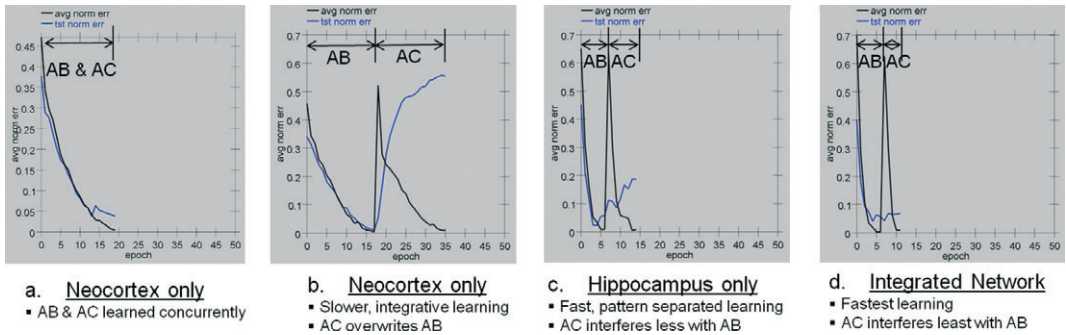 avg norm err
tst norm err
0.45
0.4
0.35
0.3
0.25
0.2
0.15
0.1
0.05
0
avg norm err
AB & AC
0 5 10 15 20 25 30 35 40 45 50
epoch
a. Neocortex only
▪ AB & AC learned concurrently
avg norm err
tst norm err
0.7
0.6
0.5
0.4
0.3
0.2
0.1
0
avg norm err
AB AC
0 5 10 15 20 25 30 35 40 45 50
epoch
b. Neocortex only
▪ Slower, integrative learning
▪ AC overwrites AB
avg norm err
tst norm err
0.7
0.6
0.5
0.4
0.3
0.2
0.1
0
avg norm err
AB AC
0 5 10 15 20 25 30 35 40 45 50
epoch
c. Hippocampus only
▪ Fast, pattern separated learning
▪ AC interferes less with AB
avg norm err
tst norm err
0.7
0.6
0.5
0.4
0.3
0.2
0.1
0
avg norm err
AB AC
0 5 10 15 20 25 30 35 40 45 50
epoch
d. Integrated Network
▪ Fastest learning
▪ AC interferes least with AB